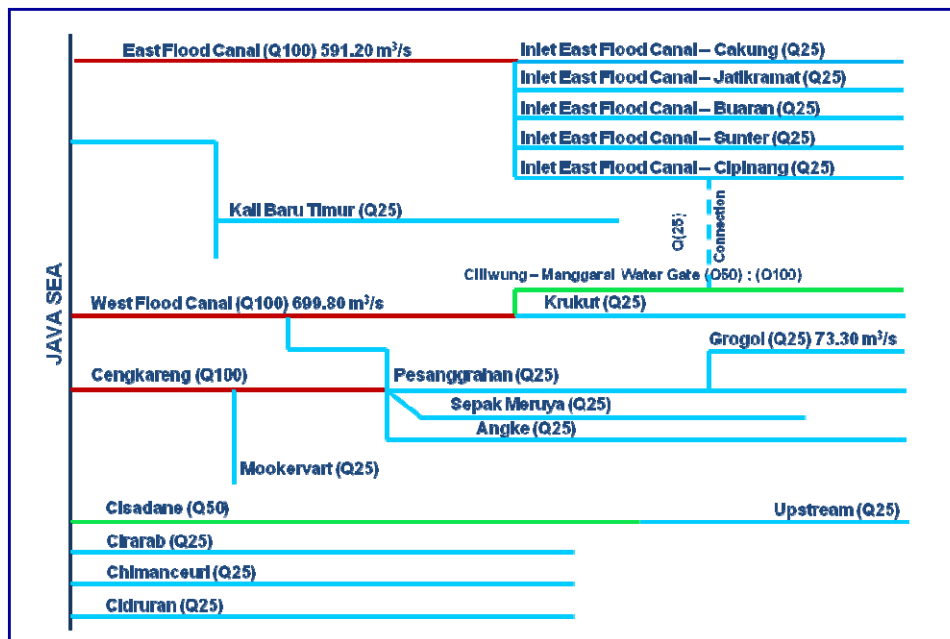 East Flood Canal (Q100) 591.20 m³/s
Inlet East Flood Canal – Cakung (Q25)
Inlet East Flood Canal – Jatikramat (Q25)
Inlet East Flood Canal – Buaran (Q25)
Inlet East Flood Canal – Sunter (Q25)
Inlet East Flood Canal – Cipinang (Q25)
Kali Baru Timur (Q25)
Q(25)
Connection
Ciliwung – Manggarai Water Gate (Q50) : (Q100)
JAVA SEA
West Flood Canal (Q100) 699.80 m³/s
Krukut (Q25)
Grogol (Q25) 73.30 m³/s
Cengkareng (Q100)
Pesanggrahan (Q25)
Sepak Meruya (Q25)
Angke (Q25)
Mookervart (Q25)
Cisadane (Q50)
Upstream (Q25)
Cirarab (Q25)
Chimanceuri (Q25)
Cidruran (Q25)